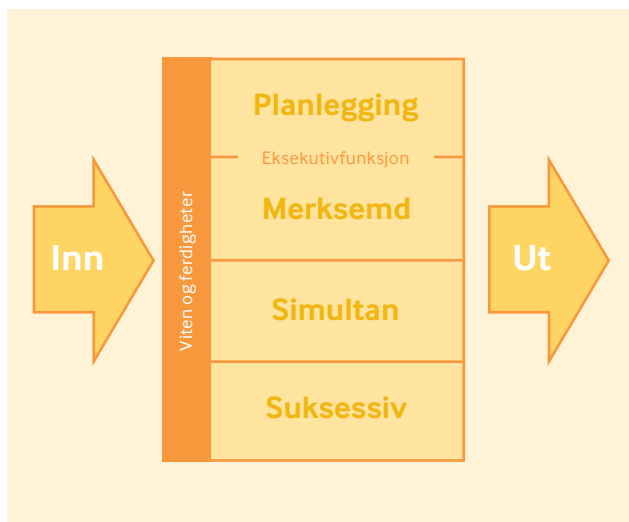 Planlegging
Eksekutivfunksjon
Merksemd
Inn
Viten og ferdigheter
Ut
Simultan
Suksessiv